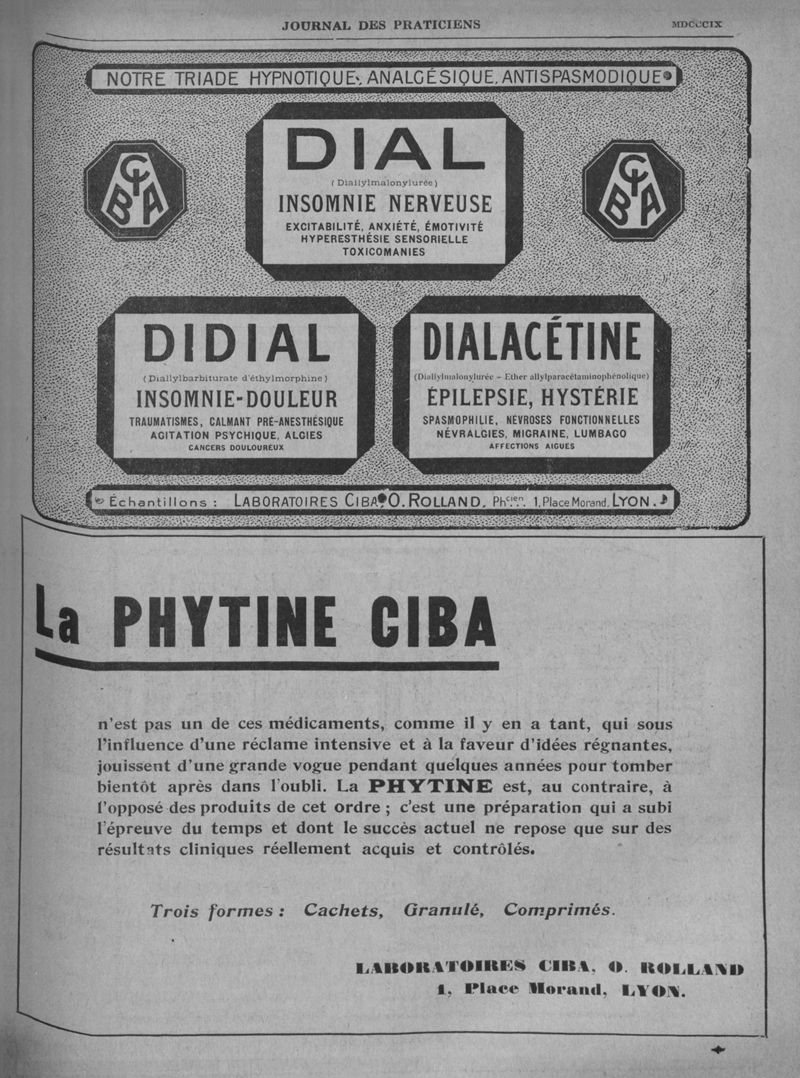 JOURNAL DES PRATICIENS
MDCCCCIX
NOTRE TRIADE HYPNOTIQUE, ANALGÉSIQUE, ANTISPASMODIQUE
CIBA
DIAL
(Diallylmalonylurée)
INSOMNIE NERVEUSE
EXCITABILITÉ, ANXIÉTÉ, ÉMOTIVITÉ
HYPERESTHÉSIE SENSORIELLE
TOXICOMANIES
CIBA
DIDIAL
(Diallylbarbiturate d'éthylmorphine)
INSOMNIE-DOULEUR
TRAUMATISMES, CALMANT PRÉ-ANESTHÉSIQUE
AGITATION PSYCHIQUE, ALGIES
CANCERS DOULOUREUX
DIALACÉTINE
(Diallylmalonylurée - Ether allylparacétaminophénolique)
ÉPILEPSIE, HYSTÉRIE
SPASMOPHILIE, NÉVROSES FONCTIONNELLES
NÉVRALGIES, MIGRAINE, LUMBAGO
AFFECTIONS AIGUES
Échantillons : LABORATOIRES CIBA, O. ROLLAND, Phcien. 1, Place Morand, LYON.
La PHYTINE CIBA
n'est pas un de ces médicaments, comme il y en a tant, qui sous
l'influence d'une réclame intensive et à la faveur d'idées régnantes,
jouissent d'une grande vogue pendant quelques années pour tomber
bientôt après dans l'oubli. La PHYTINE est, au contraire, à
l'opposé des produits de cet ordre ; c'est une préparation qui a subi
l'épreuve du temps et dont le succès actuel ne repose que sur des
résultats cliniques réellement acquis et contrôlés.
Trois formes : Cachets, Granulé, Comprimés.
LABORATOIRES CIBA, O. ROLLAND
1, Place Morand, LYON.